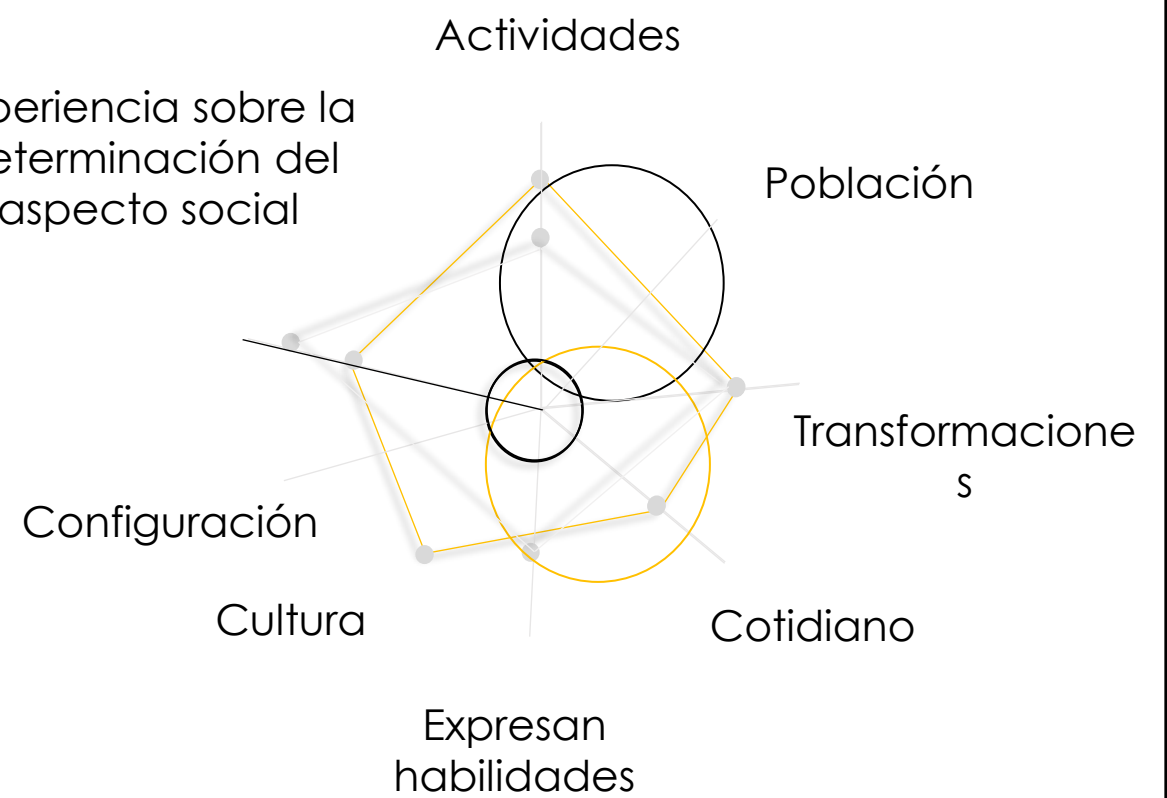 Actividades
periencia sobre la
eterminación del
aspecto social
Población
Transformacione
s
Configuración
Cultura
Cotidiano
Expresan
habilidades